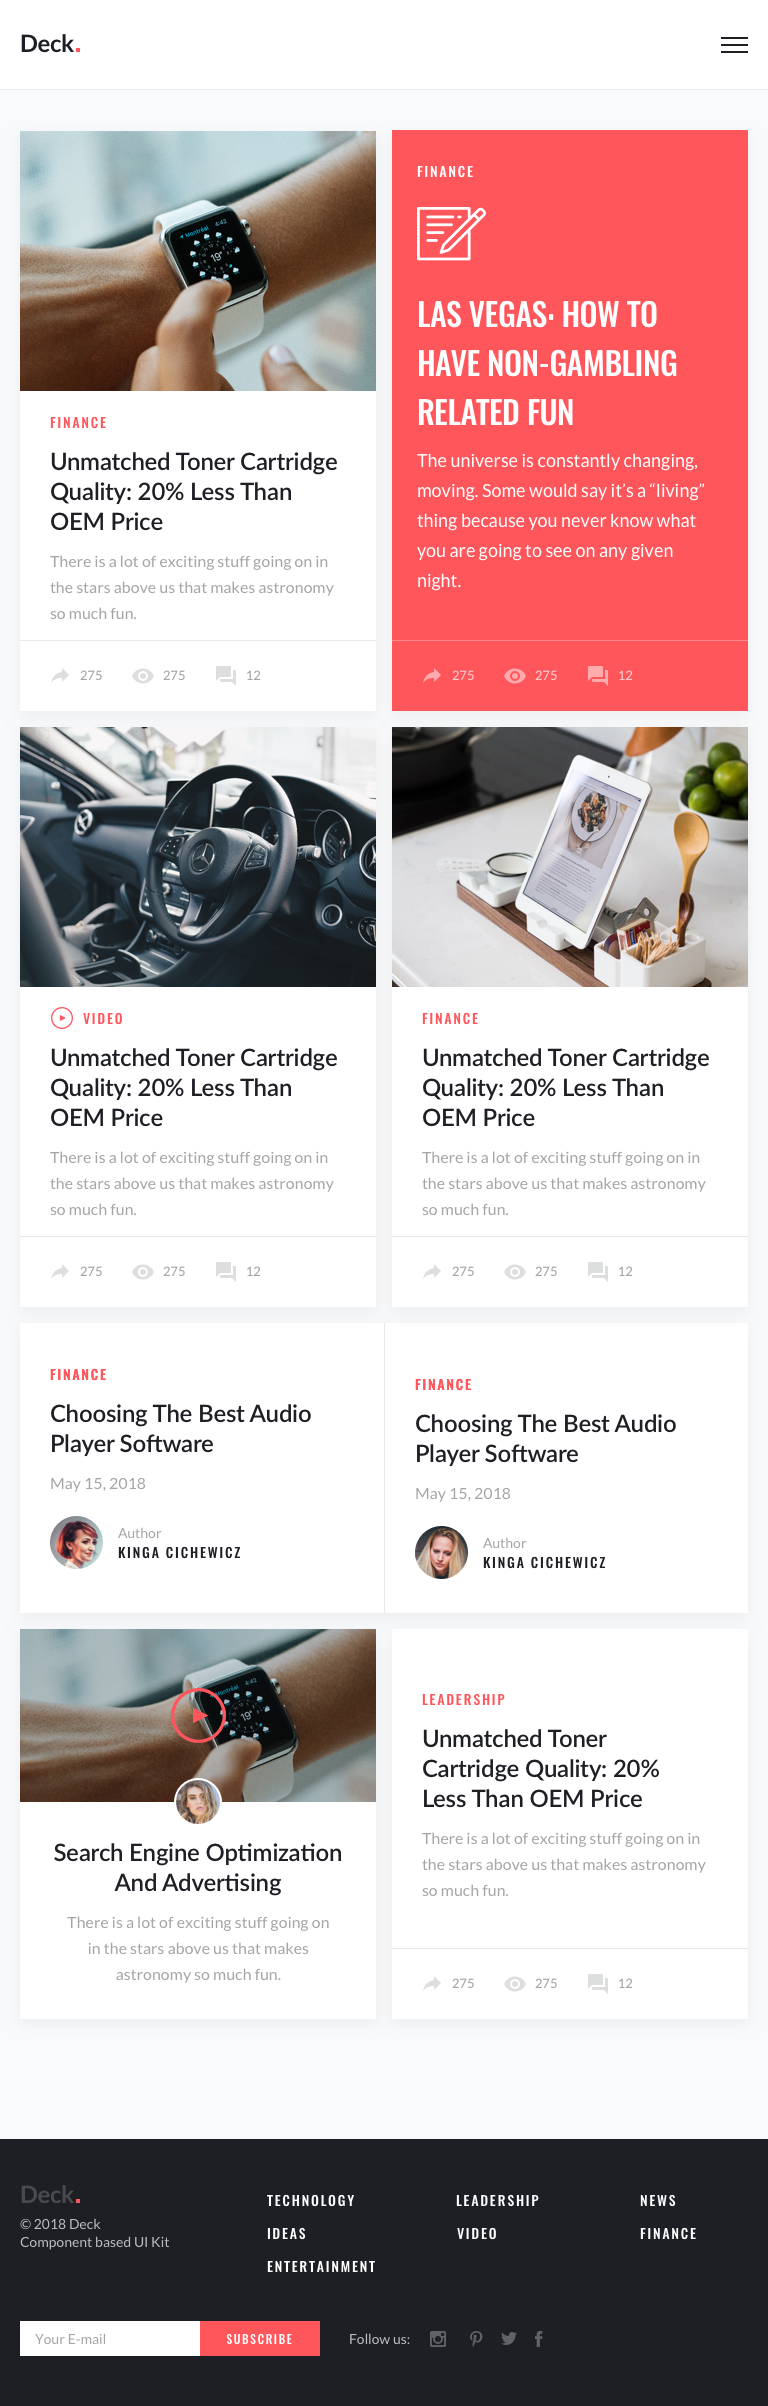 Deck.
Montréal 4:42
19°
FINANCE
Unmatched Toner Cartridge
Quality: 20% Less Than
OEM Price
There is a lot of exciting stuff going on in
the stars above us that makes astronomy
so much fun.
275 275 12
FINANCE
LAS VEGAS: HOW TO
HAVE NON-GAMBLING
RELATED FUN
The universe is constantly changing,
moving. Some would say it’s a “living”
thing because you never know what
you are going to see on any given
night.
275 275 12
VIDEO
Unmatched Toner Cartridge
Quality: 20% Less Than
OEM Price
There is a lot of exciting stuff going on in
the stars above us that makes astronomy
so much fun.
275 275 12
FINANCE
Unmatched Toner Cartridge
Quality: 20% Less Than
OEM Price
There is a lot of exciting stuff going on in
the stars above us that makes astronomy
so much fun.
275 275 12
FINANCE
Choosing The Best Audio
Player Software
May 15, 2018
Author
KINGA CICHEWICZ
FINANCE
Choosing The Best Audio
Player Software
May 15, 2018
Author
KINGA CICHEWICZ
Montréal 4:42
19°
Search Engine Optimization
And Advertising
There is a lot of exciting stuff going on
in the stars above us that makes
astronomy so much fun.
LEADERSHIP
Unmatched Toner
Cartridge Quality: 20%
Less Than OEM Price
There is a lot of exciting stuff going on in
the stars above us that makes astronomy
so much fun.
275 275 12
Deck.
© 2018 Deck
Component based UI Kit
TECHNOLOGY LEADERSHIP NEWS
IDEAS VIDEO FINANCE
ENTERTAINMENT
Your E-mail SUBSCRIBE Follow us: